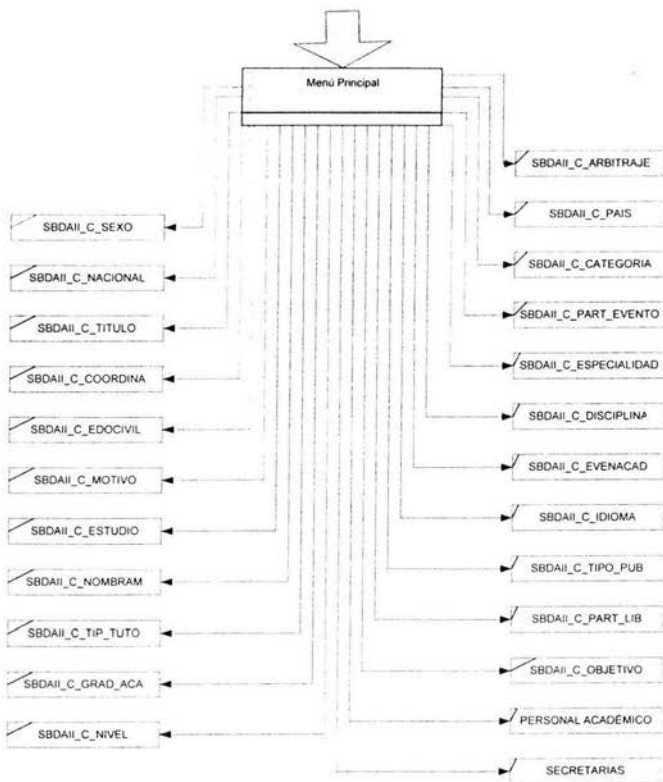 Menú Principal
SBDAII_C_SEXO
SBDAII_C_NACIONAL
SBDAII_C_TITULO
SBDAII_C_COORDINA
SBDAII_C_EDOCIVIL
SBDAII_C_MOTIVO
SBDAII_C_ESTUDIO
SBDAII_C_NOMBRAM
SBDAII_C_TIP_TUTO
SBDAII_C_GRAD_ACA
SBDAII_C_NIVEL
SBDAII_C_ARBITRAJE
SBDAII_C_PAIS
SBDAII_C_CATEGORIA
SBDAII_C_PART_EVENTO
SBDAII_C_ESPECIALIDAD
SBDAII_C_DISCIPLINA
SBDAII_C_EVENACAD
SBDAII_C_IDIOMA
SBDAII_C_TIPO_PUB
SBDAII_C_PART_LIB
SBDAII_C_OBJETIVO
PERSONAL ACADÉMICO
SECRETARIAS